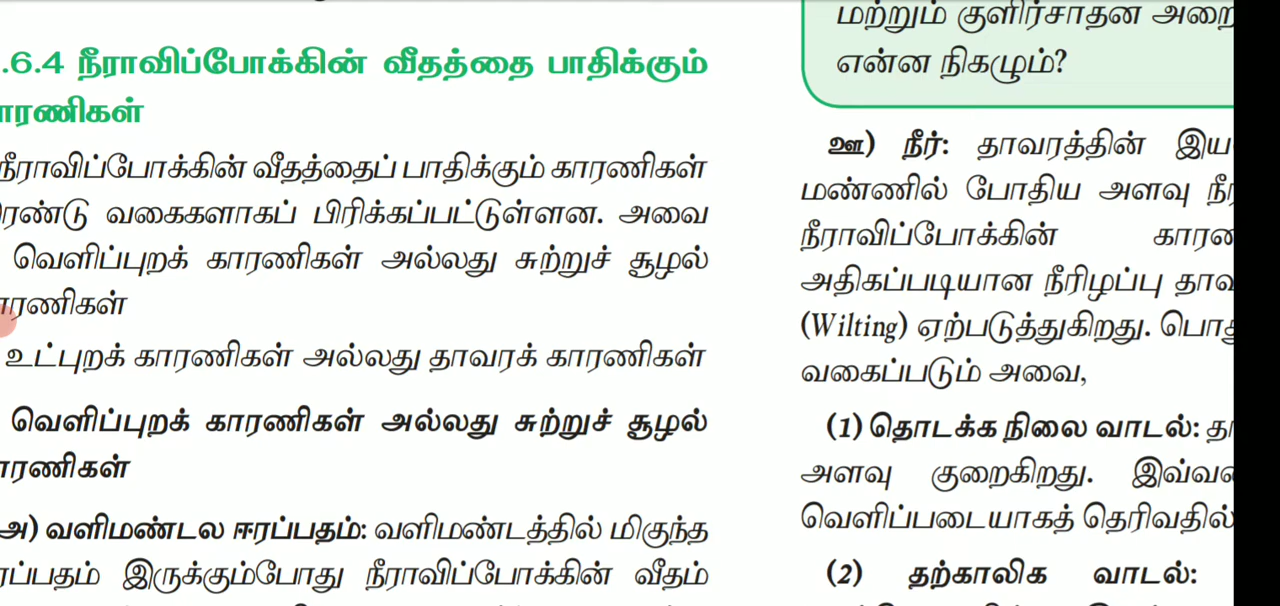 .6.4 நீராவிப்போக்கின் வீதத்தை பாதிக்கும்
ாரணிகள்
நீராவிப்போக்கின் வீதத்தைப் பாதிக்கும் காரணிகள்
ரண்டு வகைகளாகப் பிரிக்கப்பட்டுள்ளன. அவை
வெளிப்புறக் காரணிகள் அல்லது சுற்றுச் சூழல்
ாரணிகள்
உட்புறக் காரணிகள் அல்லது தாவரக் காரணிகள்
வெளிப்புறக் காரணிகள் அல்லது சுற்றுச் சூழல்
ாரணிகள்
அ) வளிமண்டல ஈரப்பதம்: வளிமண்டத்தில் மிகுந்த
ரப்பதம் இருக்கும்போது நீராவிப்போக்கின் வீதம்
மற்றும் குளிர்சாதன அறை
என்ன நிகழும்?
ஊ) நீர்: தாவரத்தின் இய
மண்ணில் போதிய அளவு நீர
நீராவிப்போக்கின் காரண
அதிகப்படியான நீரிழப்பு தாவ
(Wilting) ஏற்படுத்துகிறது. பொது
வகைப்படும் அவை,
(1) தொடக்க நிலை வாடல்: தா
அளவு குறைகிறது. இவ்வ
வெளிப்படையாகத் தெரிவதில்
(2) தற்காலிக வாடல்: